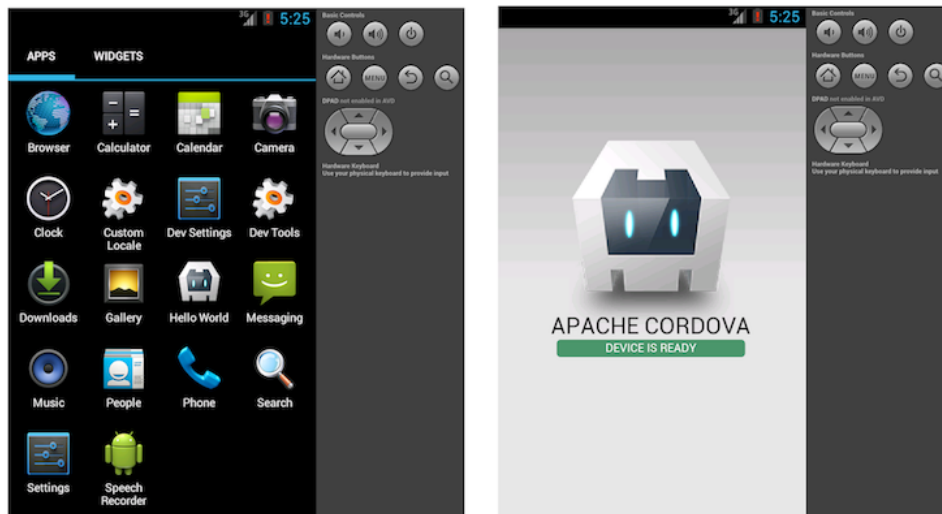 3G 5:25
APPS WIDGETS
Browser Calculator Calendar Camera
Clock Custom Locale Dev Settings Dev Tools
Downloads Gallery Hello World Messaging
Music People Phone Search
Settings Speech Recorder
Basic Controls
Hardware Buttons
MENU
DPAD not enabled in AVD
Hardware Keyboard
Use your physical keyboard to provide input
3G 5:25
APACHE CORDOVA
DEVICE IS READY
Basic Controls
Hardware Buttons
MENU
DPAD not enabled in AVD
Hardware Keyboard
Use your physical keyboard to provide input